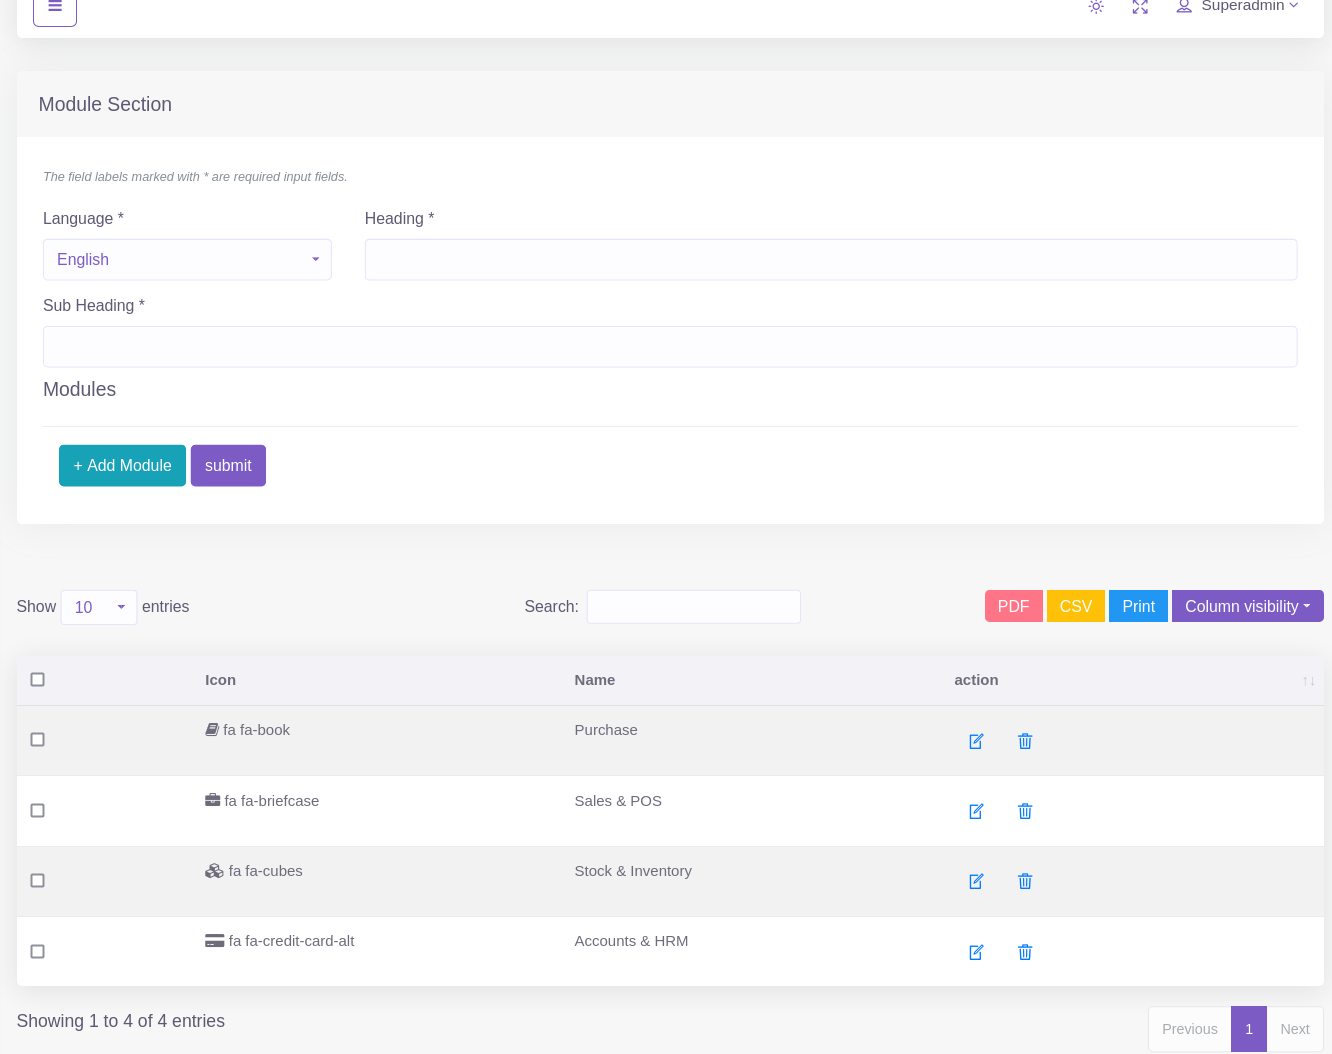 Superadmin
Module Section
The field labels marked with * are required input fields.
Language * Heading *
English
Sub Heading *
Modules
+ Add Module submit
Show 10 entries Search: PDF CSV Print Column visibility
Icon Name action ↑↓
fa fa-book Purchase
fa fa-briefcase Sales & POS
fa fa-cubes Stock & Inventory
fa fa-credit-card-alt Accounts & HRM
Showing 1 to 4 of 4 entries Previous 1 Next